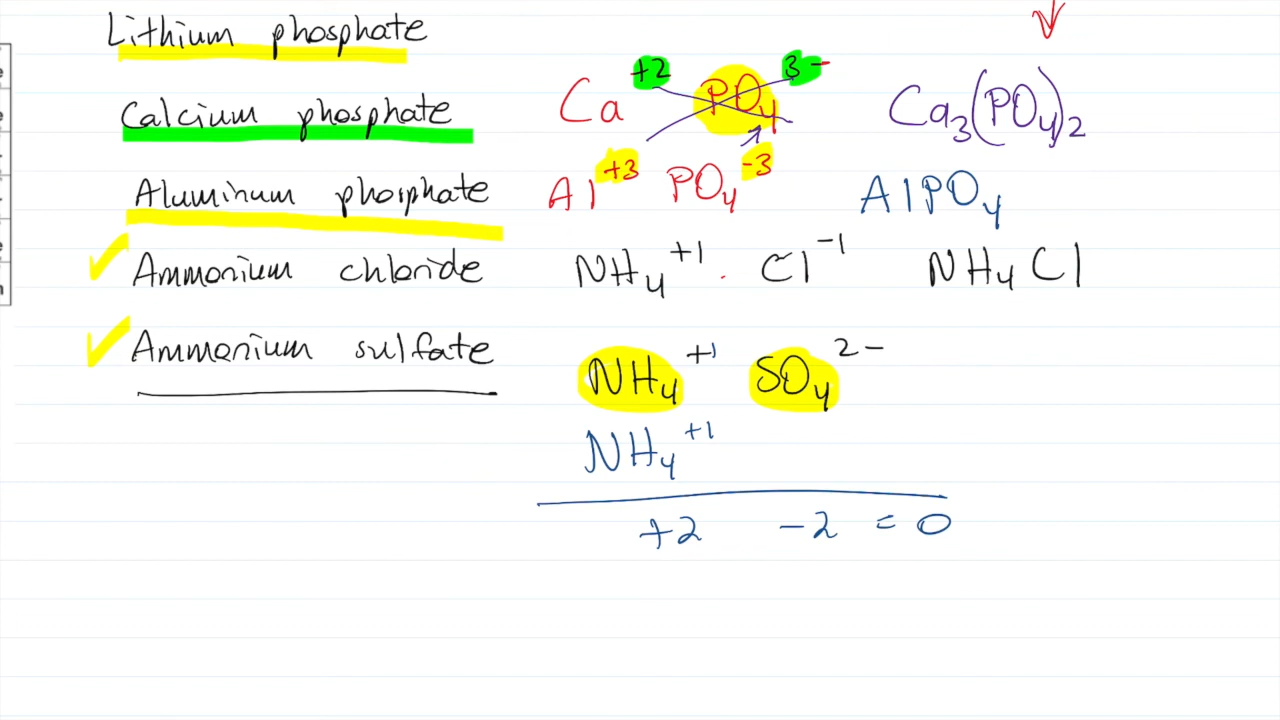 Lithium phosphate
Calcium phosphate Ca +2 PO4 3- Ca3(PO4)2
Aluminum phosphate Al+3 PO4-3 AlPO4
Ammonium chloride NH4+1 . Cl-1 NH4Cl
Ammonium sulfate NH4+1 SO4 2-
NH4+1
+2 -2 = 0